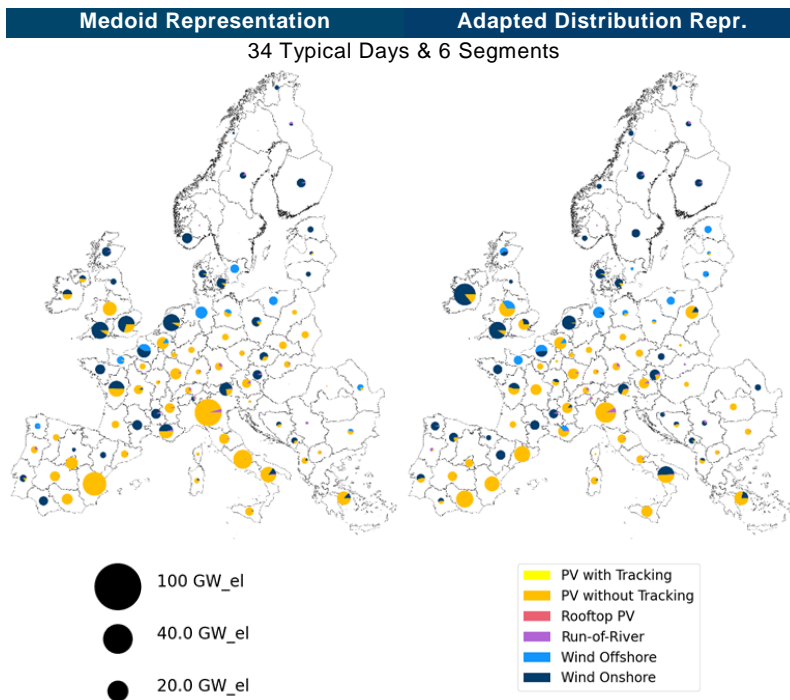 Medoid Representation
Adapted Distribution Repr.
34 Typical Days & 6 Segments
100 GW_el
40.0 GW_el
20.0 GW_el
PV with Tracking
PV without Tracking
Rooftop PV
Run-of-River
Wind Offshore
Wind Onshore